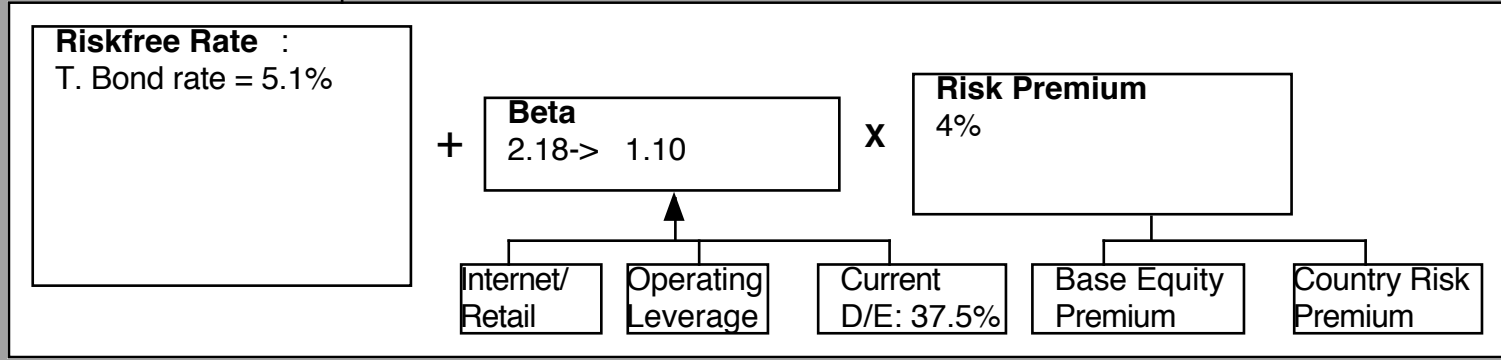 Riskfree Rate :
T. Bond rate = 5.1%
+
Beta
2.18-> 1.10
X
Risk Premium
4%
Internet/
Retail
Operating
Leverage
Current
D/E: 37.5%
Base Equity
Premium
Country Risk
Premium